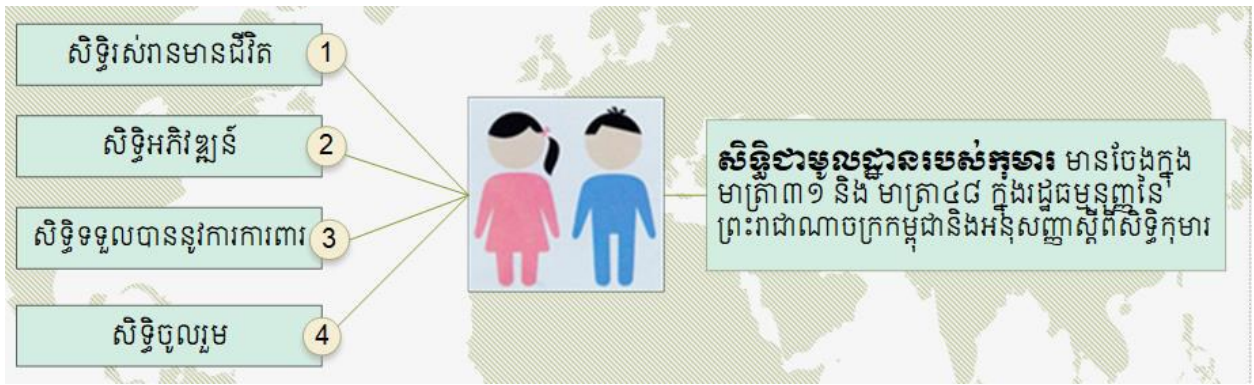 សិទ្ធិរស់រានមានជីវិត
1
សិទ្ធិអភិវឌ្ឍន៍
2
សិទ្ធិទទួលបាននូវការការពារ
3
សិទ្ធិចូលរួម
4
សិទ្ធិជាមូលដ្ឋានរបស់កុមារ មានចែងក្នុង
មាត្រា៣១ និង មាត្រា៤៨ ក្នុងរដ្ឋធម្មនុញ្ញនៃ
ព្រះរាជាណាចក្រកម្ពុជានិងអនុសញ្ញាស្តីពីសិទ្ធិកុមារ